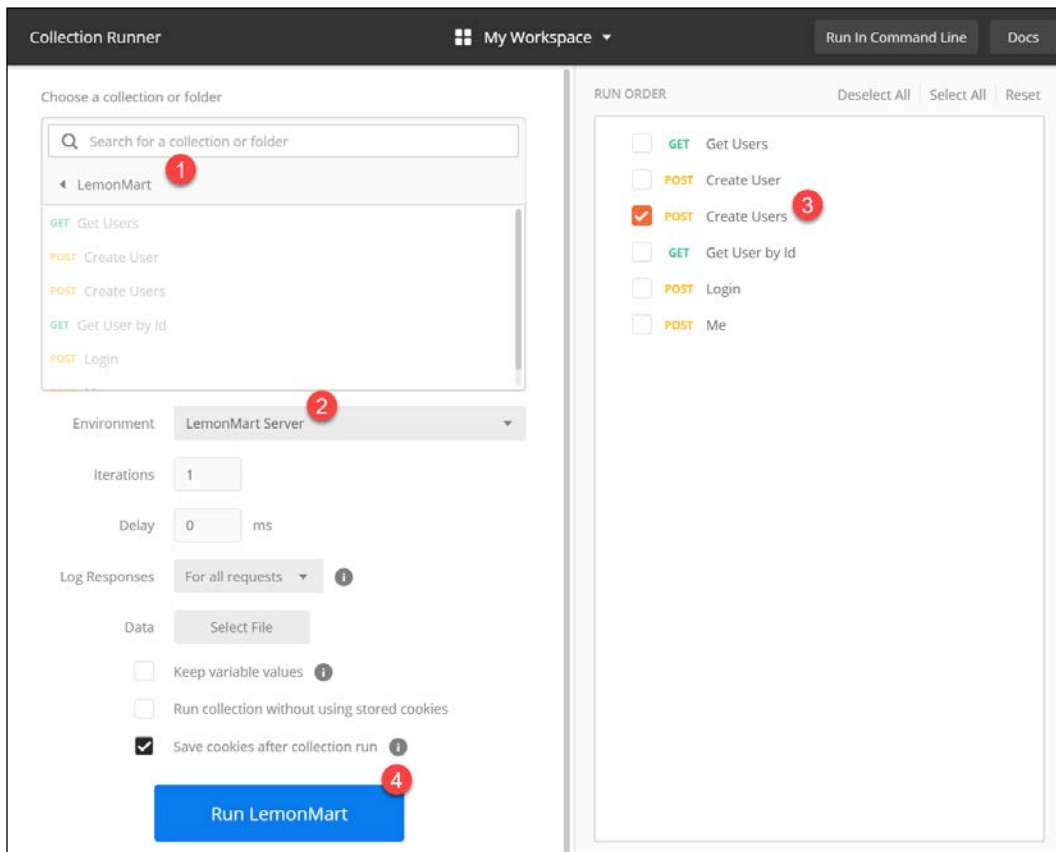 Collection Runner
My Workspace
Run In Command Line
Docs
Choose a collection or folder
Search for a collection or folder
1
LemonMart
GET Get Users
POST Create User
POST Create Users
GET Get User by Id
POST Login
2
Environment LemonMart Server
Iterations 1
Delay 0 ms
Log Responses For all requests
Data Select File
Keep variable values
Run collection without using stored cookies
Save cookies after collection run
4
Run LemonMart
RUN ORDER
Deselect All Select All Reset
GET Get Users
POST Create User
POST Create Users 3
GET Get User by Id
POST Login
POST Me